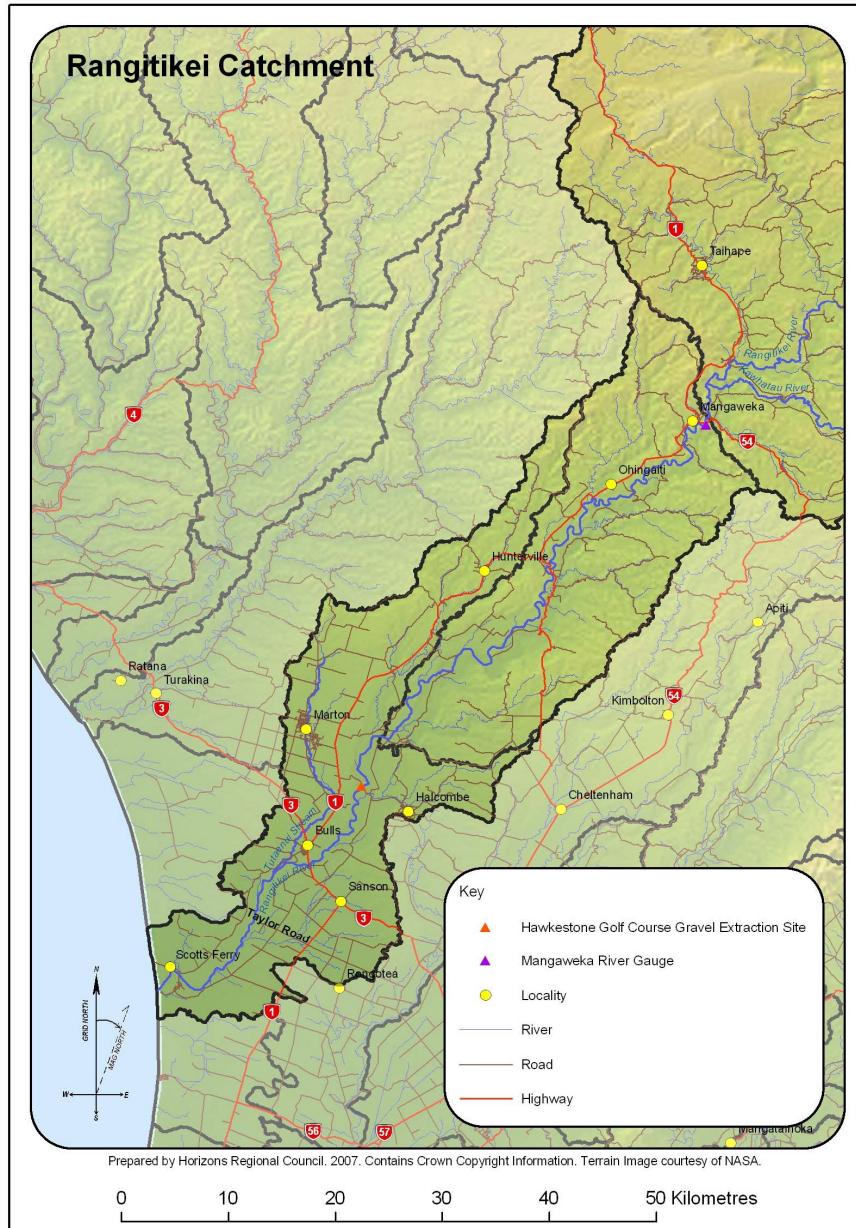 Rangitikei Catchment
1
Taihape
Rangitikei River
Kawhatau River
4
Mangaweka
54
Ohingaiti
Hunterville
Apiti
Ratana
Turakina
3
Kimbolton
54
Marton
Cheltenham
Halcombe
3
1
Bulls
Tutaenui Stream
Rangitikei River
Sanson
3
Taylor Road
Scotts Ferry
Rongotea
1
56
57
Mangatainoka
N
GRID NORTH
MAG NORTH
W
E
S
Key
Hawkestone Golf Course Gravel Extraction Site
Mangaweka River Gauge
Locality
River
Road
Highway
Prepared by Horizons Regional Council. 2007. Contains Crown Copyright Information. Terrain Image courtesy of NASA.
0 10 20 30 40 50 Kilometres